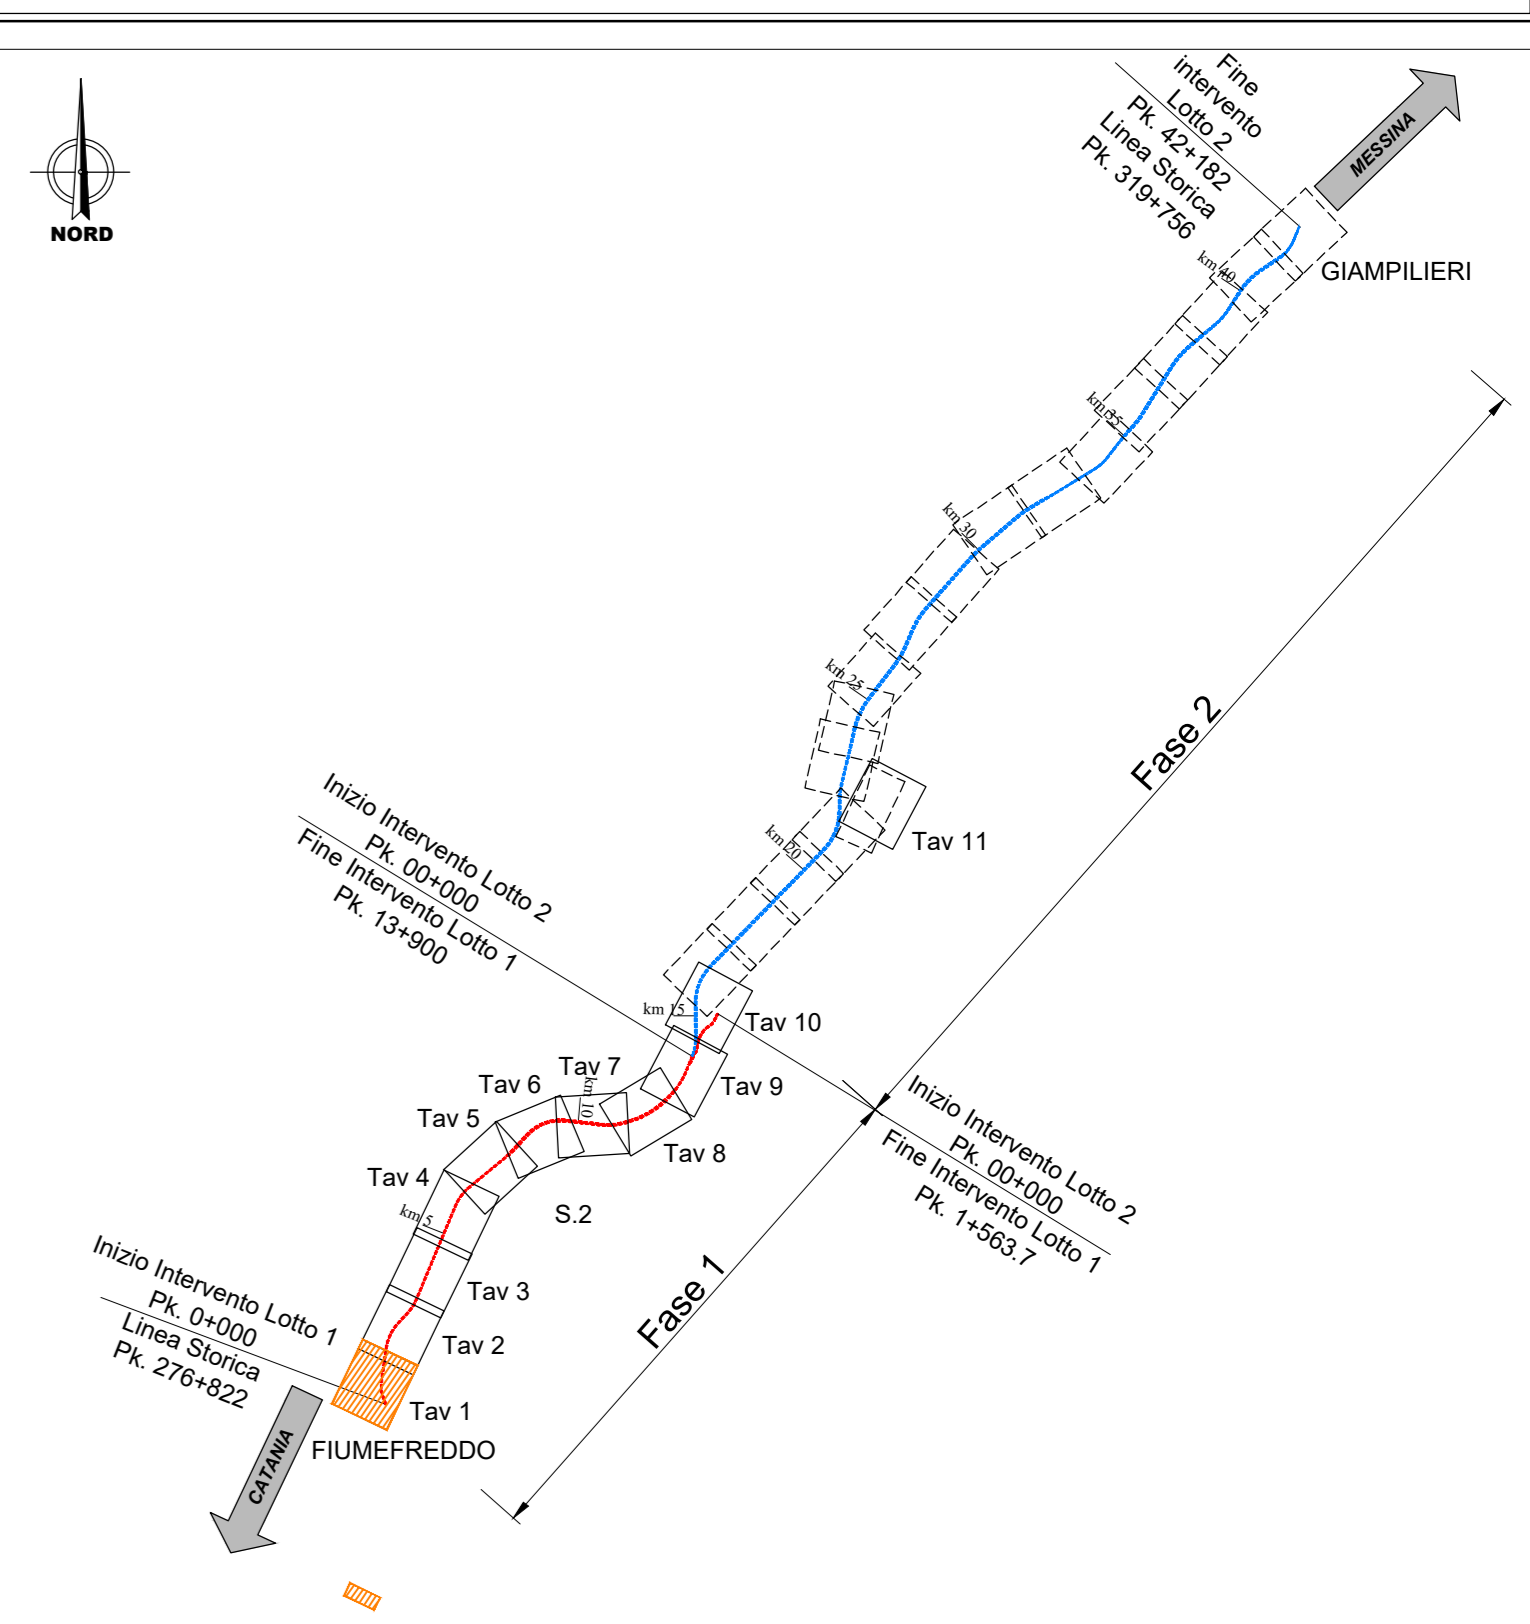 NORD
Fine
intervento
Lotto 2
Pk. 42+182
Linea Storica
Pk. 319+756
MESSINA
GIAMPILIERI
km 40
km 35
km 30
km 25
km 20
Fase 2
Tav 11
Inizio Intervento Lotto 2
Pk. 00+000
Fine Intervento Lotto 1
Pk. 13+900
km 15
Tav 10
Tav 9
Tav 7
km 10
Tav 6
Tav 5
Tav 8
Tav 4
km 5
S.2
Inizio Intervento Lotto 2
Pk. 00+000
Fine Intervento Lotto 1
Pk. 1+563.7
Fase 1
Inizio Intervento Lotto 1
Pk. 0+000
Linea Storica
Pk. 276+822
Tav 3
Tav 2
Tav 1
FIUMEFREDDO
CATANIA